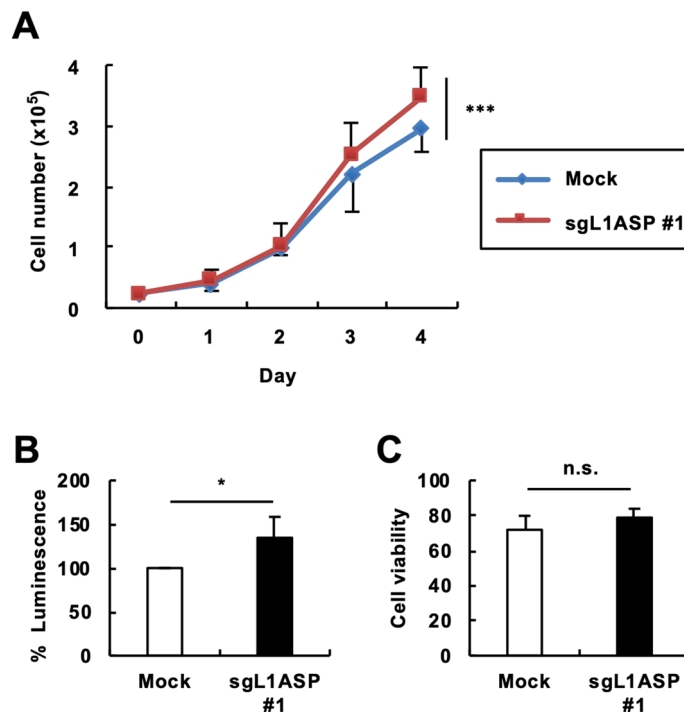 A
Cell number (x10⁵)
4
3
2
1
0
***
Mock
sgL1ASP #1
0 1 2 3 4
Day
B
% Luminescence
200
150
100
50
0
*
Mock sgL1ASP
#1
C
Cell viability
100
80
60
40
20
0
n.s.
Mock sgL1ASP
#1